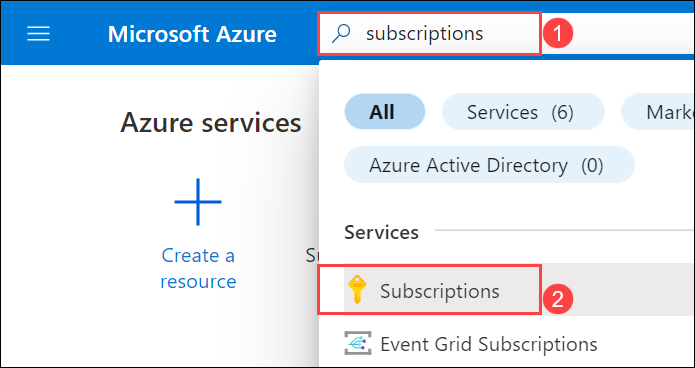 Microsoft Azure
subscriptions
1
Azure services
All
Services (6)
Azure Active Directory (0)
Create a
resource
Services
Subscriptions
2
Event Grid Subscriptions